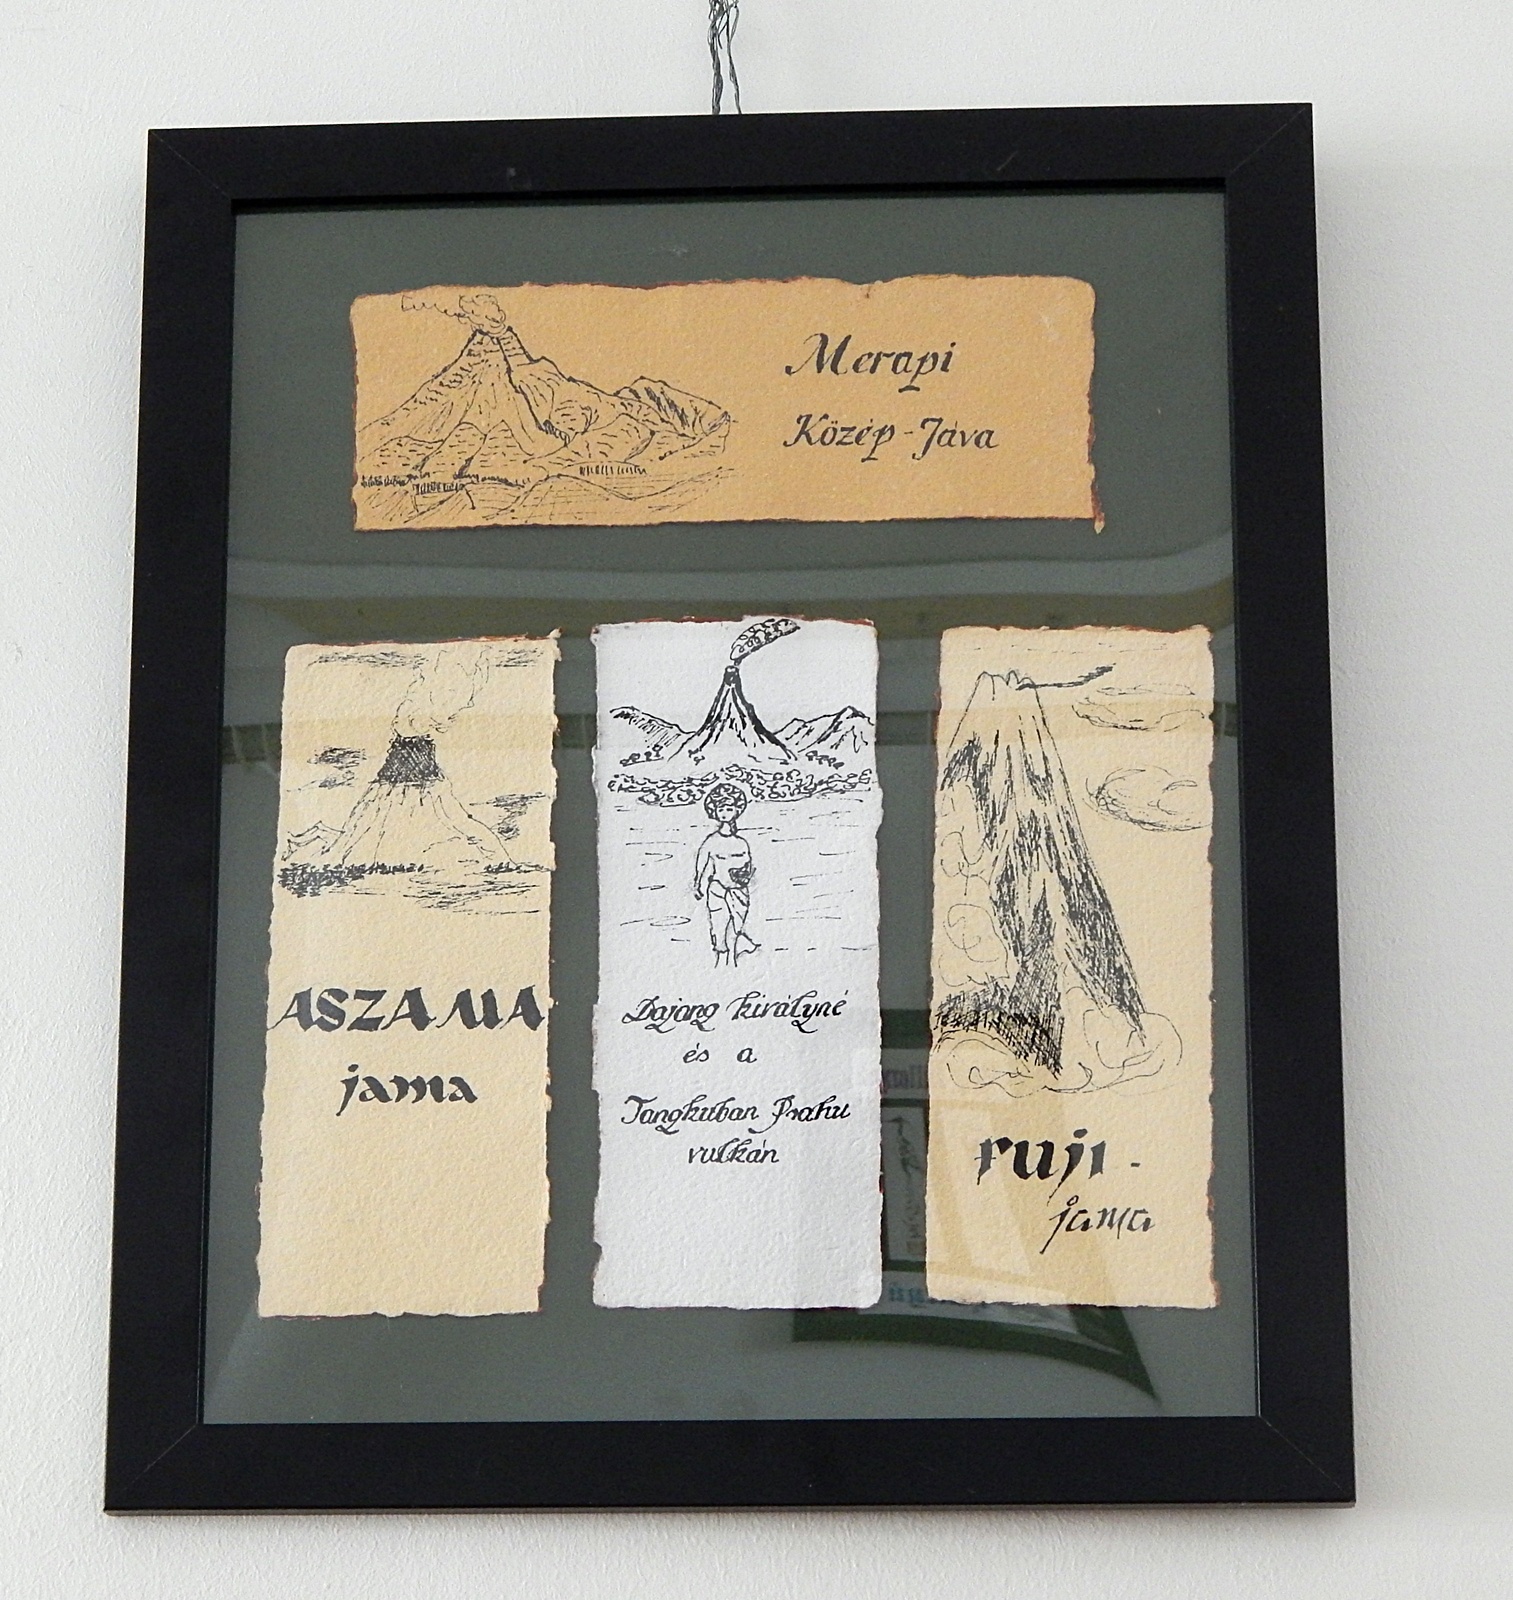 Merapi
Közép-Jáva
ASZAMA
jama
Dajang királyné
és a
Tangkuban Prahu
vulkán
FUJI-
jama